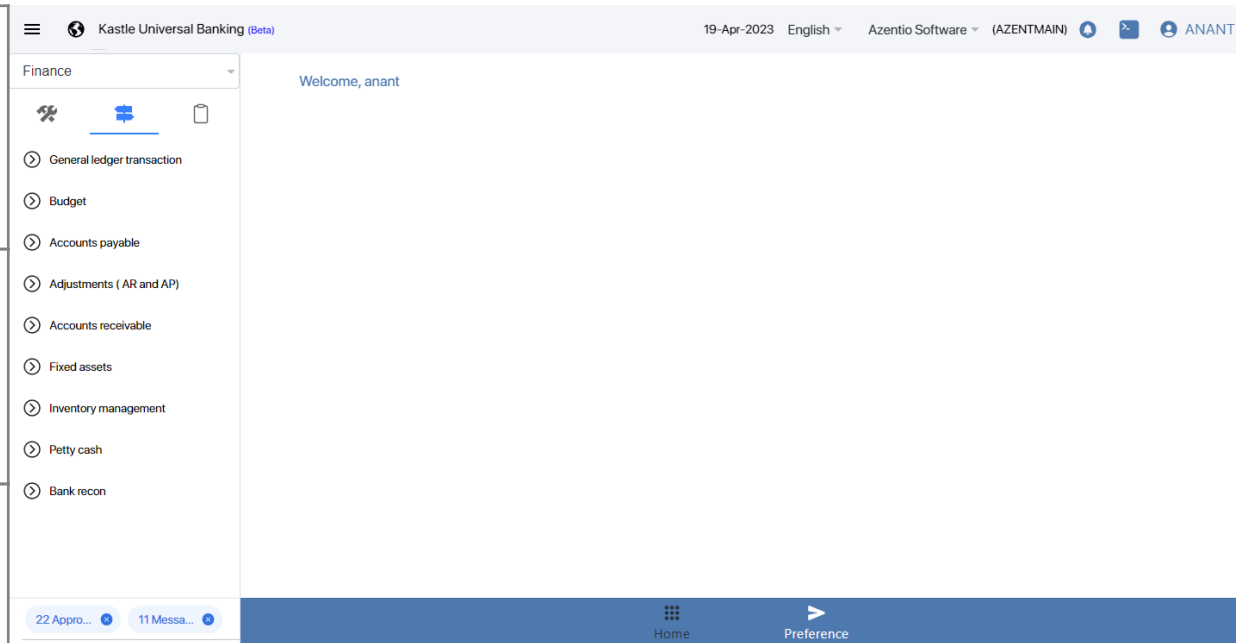 Kastle Universal Banking (Beta) 19-Apr-2023 English Azentio Software (AZENTMAIN) ANANT
Finance
Welcome, anant
General ledger transaction
Budget
Accounts payable
Adjustments ( AR and AP)
Accounts receivable
Fixed assets
Inventory management
Petty cash
Bank recon
22 Appro... 11 Messa...
Home Preference